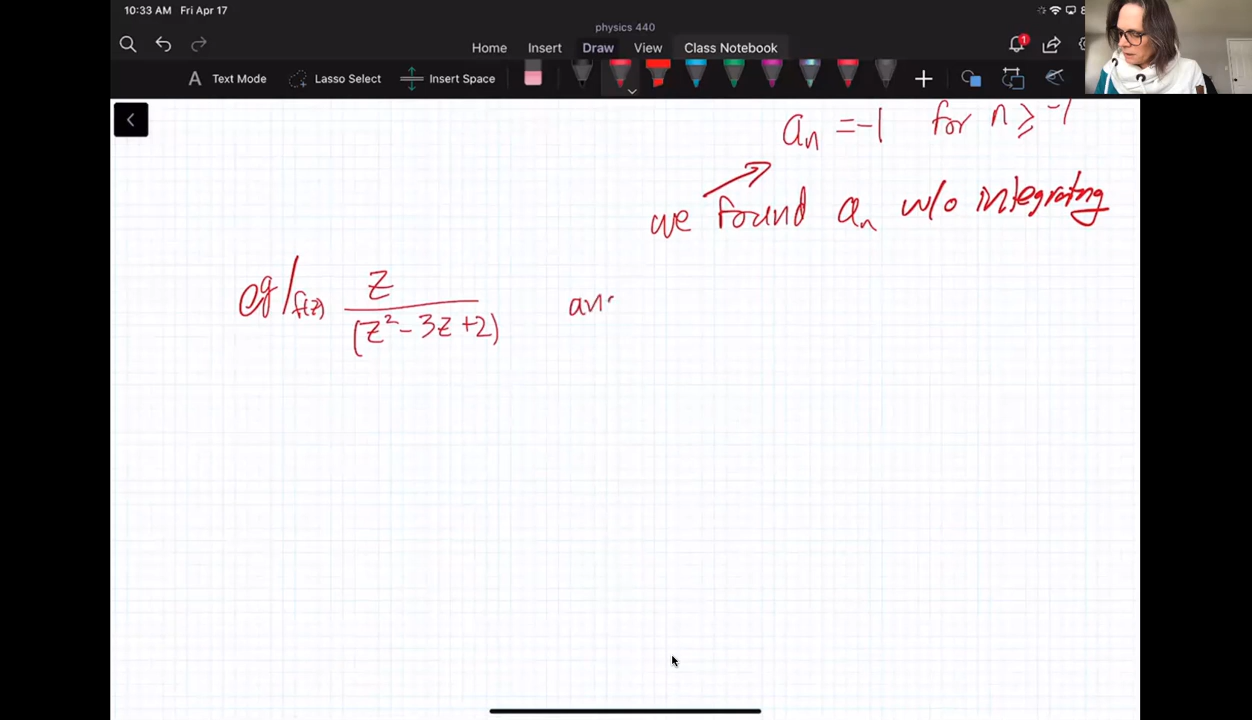 10:33 AM Fri Apr 17
physics 440
Home Insert Draw View Class Notebook
1
Text Mode Lasso Select Insert Space
aₙ = -1 for n ≥ -1
we found aₙ w/o integrating
eg/ f(z) z
(z² - 3z + 2)